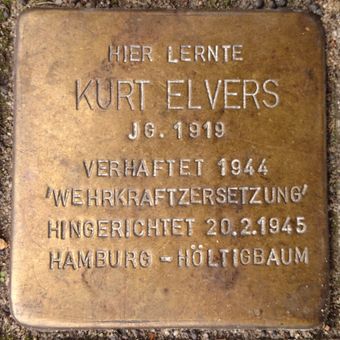 HIER LERNTE
KURT ELVERS
JG. 1919
VERHAFTET 1944
'WEHRKRAFTZERSETZUNG'
HINGERICHTET 20.2.1945
HAMBURG - HÖLTIGBAUM